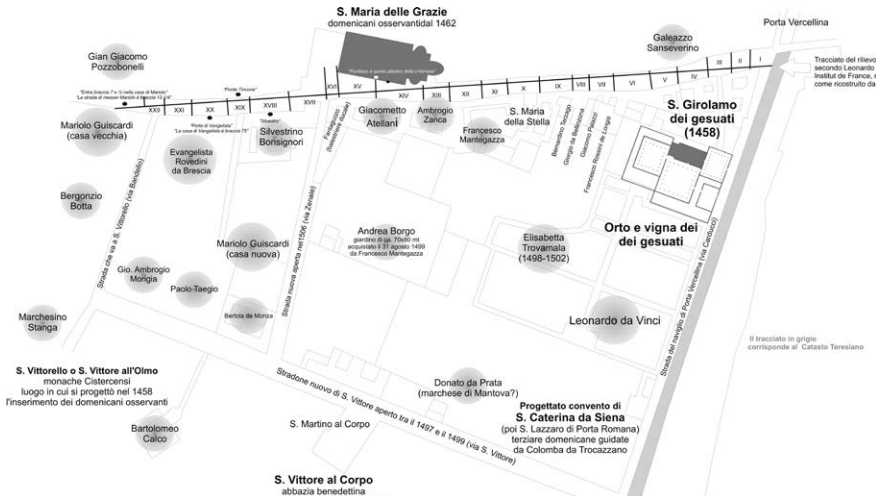 S. Maria delle Grazie
domenicani osservantidal 1462
Porta Vercellina
Gian Giacomo
Pozzobonelli
Galeazzo
Sanseverino
Tracciato del rilievo
secondo Leonardo
Institut de France, r
come ricostruito da
"Entra braccia 7 e ½ nella casa di Mariolo"
"La strada di messer Mariolo è braccia 13 1/4"
"Ponte Tincone"
XXII
XXI
XX
XIX
XVIII
XVII
XVI
XV
XIV
XIII
XII
XI
X
IX
VIII
VII
VI
V
IV
III
II
I
Mariolo Guiscardi
(casa vecchia)
"Porta di Vangelista"
"La casa di Vangelista è braccia 75"
"Silvestro"
Silvestrino
Bonsignori
Evangelista
Rovedini
da Brescia
Fontaguzzo
(balestriere ducale)
Giacometto
Atellani
Ambrogio
Zanca
Francesco
Mantegazza
S. Maria
della Stella
Bernardino Terzago
Giorgio da Bellinzona
Giacomo Palazzi
Francesco Rossini de Longis
S. Girolamo
dei gesuati
(1458)
Bergonzio
Botta
Strada che va a S. Vittorello (via Bandello)
Mariolo Guiscardi
(casa nuova)
Strada nuova aperta nel1506 (via Zenale)
Andrea Borgo
giardino di ca. 70x80 mt
acquistato il 31 agosto 1499
da Francesco Mantegazza
Elisabetta
Trovamala
(1498-1502)
Orto e vigna dei
dei gesuati
Gio. Ambrogio
Morigia
Paolo Taegio
Marchesino
Stanga
Bertola de Monza
Leonardo da Vinci
Strada del naviglio di Porta Vercellina (via Carducci)
Il tracciato in grigie
corrisponde al Catasto Teresiano
S. Vittorello o S. Vittore all'Olmo
monache Cistercensi
luogo in cui si progettò nel 1458
l'inserimento dei domenicani osservanti
Bartolomeo
Calco
Stradone nuovo di S. Vittore aperto tra il 1497 e il 1499 (via S. Vittore)
Donato da Prata
(marchese di Mantova?)
Progettato convento di
S. Caterina da Siena
(poi S. Lazzaro di Porta Romana)
terziare domenicane guidate
da Colomba da Trocazzano
S. Martino al Corpo
S. Vittore al Corpo
abbazia benedettina